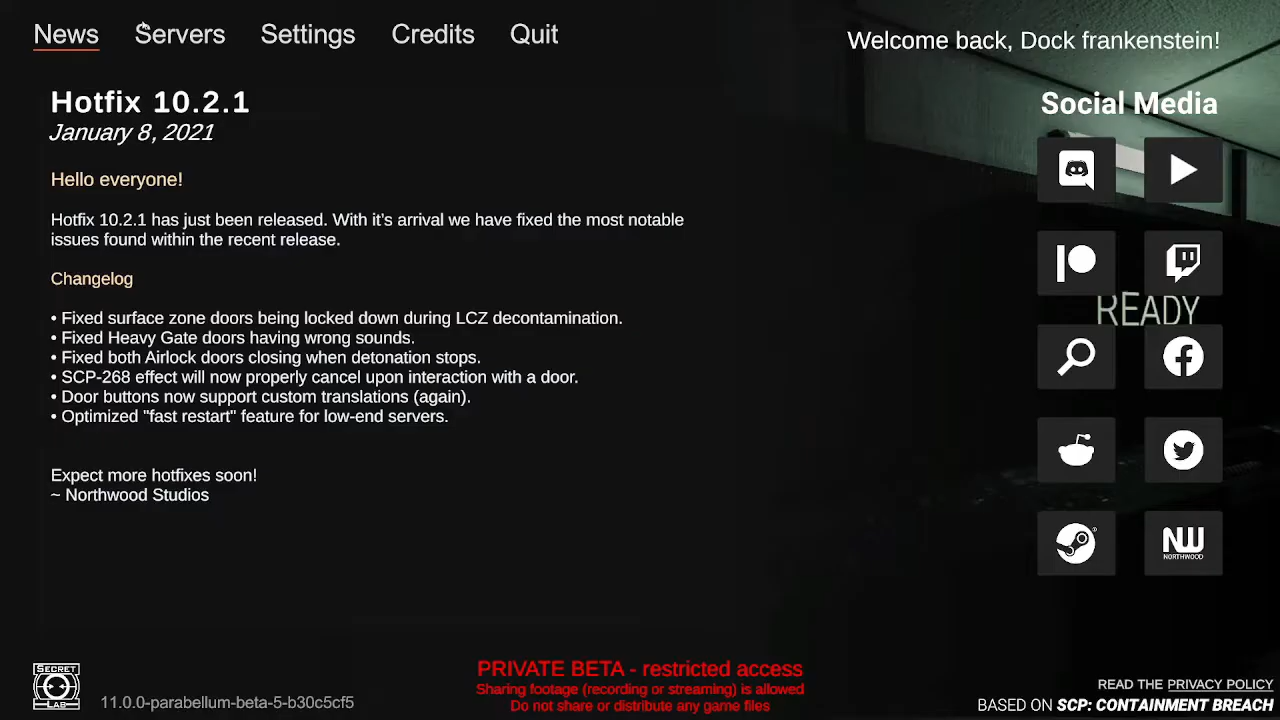 News Servers Settings Credits Quit
Welcome back, Dock frankenstein!
Hotfix 10.2.1
January 8, 2021
Hello everyone!
Hotfix 10.2.1 has just been released. With it's arrival we have fixed the most notable
issues found within the recent release.
Changelog
• Fixed surface zone doors being locked down during LCZ decontamination.
• Fixed Heavy Gate doors having wrong sounds.
• Fixed both Airlock doors closing when detonation stops.
• SCP-268 effect will now properly cancel upon interaction with a door.
• Door buttons now support custom translations (again).
• Optimized "fast restart" feature for low-end servers.
Expect more hotfixes soon!
~ Northwood Studios
Social Media
READY
NW
NORTHWOOD
SECRET
LAB
11.0.0-parabellum-beta-5-b30c5cf5
PRIVATE BETA - restricted access
Sharing footage (recording or streaming) is allowed
Do not share or distribute any game files
READ THE PRIVACY POLICY
BASED ON SCP: CONTAINMENT BREACH